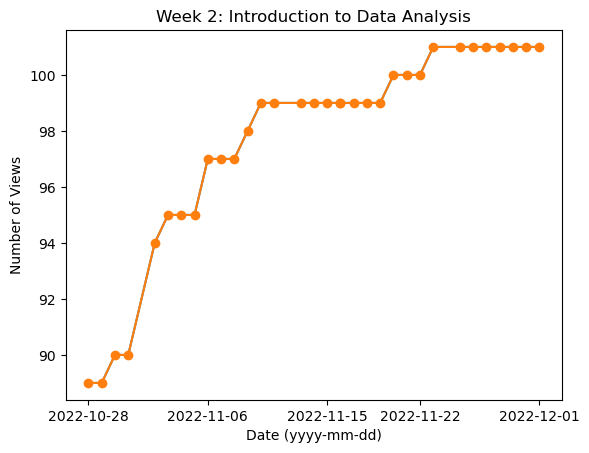 Week 2: Introduction to Data Analysis
Number of Views
100
98
96
94
92
90
2022-10-28 2022-11-06 2022-11-15 2022-11-22 2022-12-01
Date (yyyy-mm-dd)